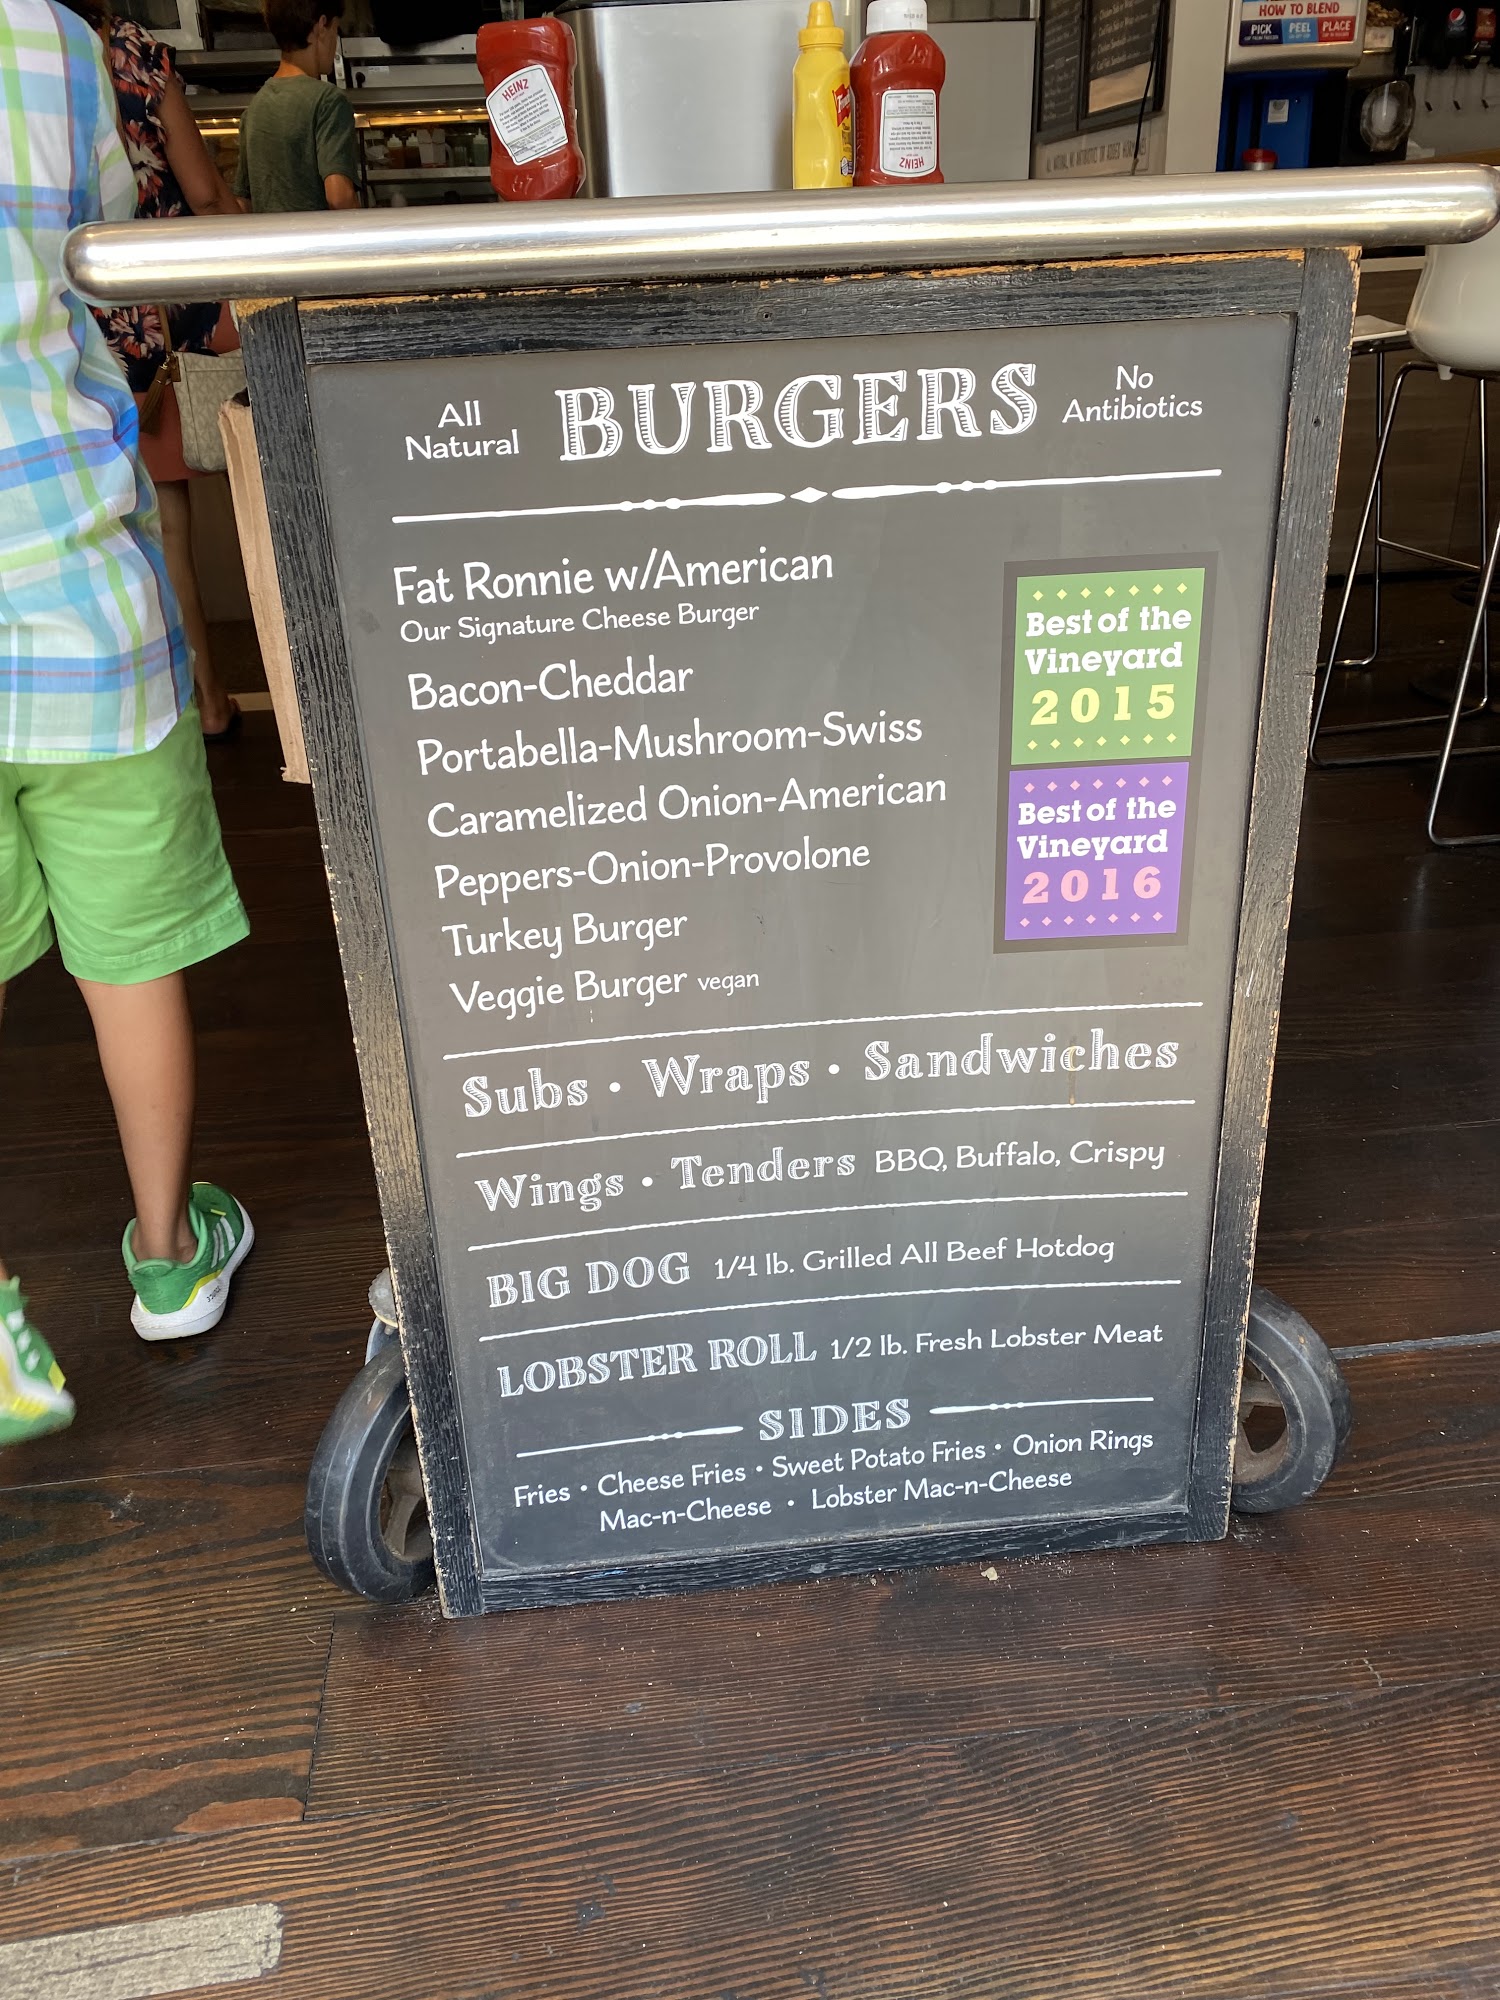 HEINZ
HEINZ
HOW TO BLEND
PICK PEEL PLACE
All Natural
BURGERS
No Antibiotics
Fat Ronnie w/American
Our Signature Cheese Burger
Bacon-Cheddar
Portabella-Mushroom-Swiss
Caramelized Onion-American
Peppers-Onion-Provolone
Turkey Burger
Veggie Burger vegan
Best of the
Vineyard
2015
Best of the
Vineyard
2016
Subs • Wraps • Sandwiches
Wings • Tenders BBQ, Buffalo, Crispy
BIG DOG 1/4 lb. Grilled All Beef Hotdog
LOBSTER ROLL 1/2 lb. Fresh Lobster Meat
SIDES
Fries • Cheese Fries • Sweet Potato Fries • Onion Rings
Mac-n-Cheese • Lobster Mac-n-Cheese